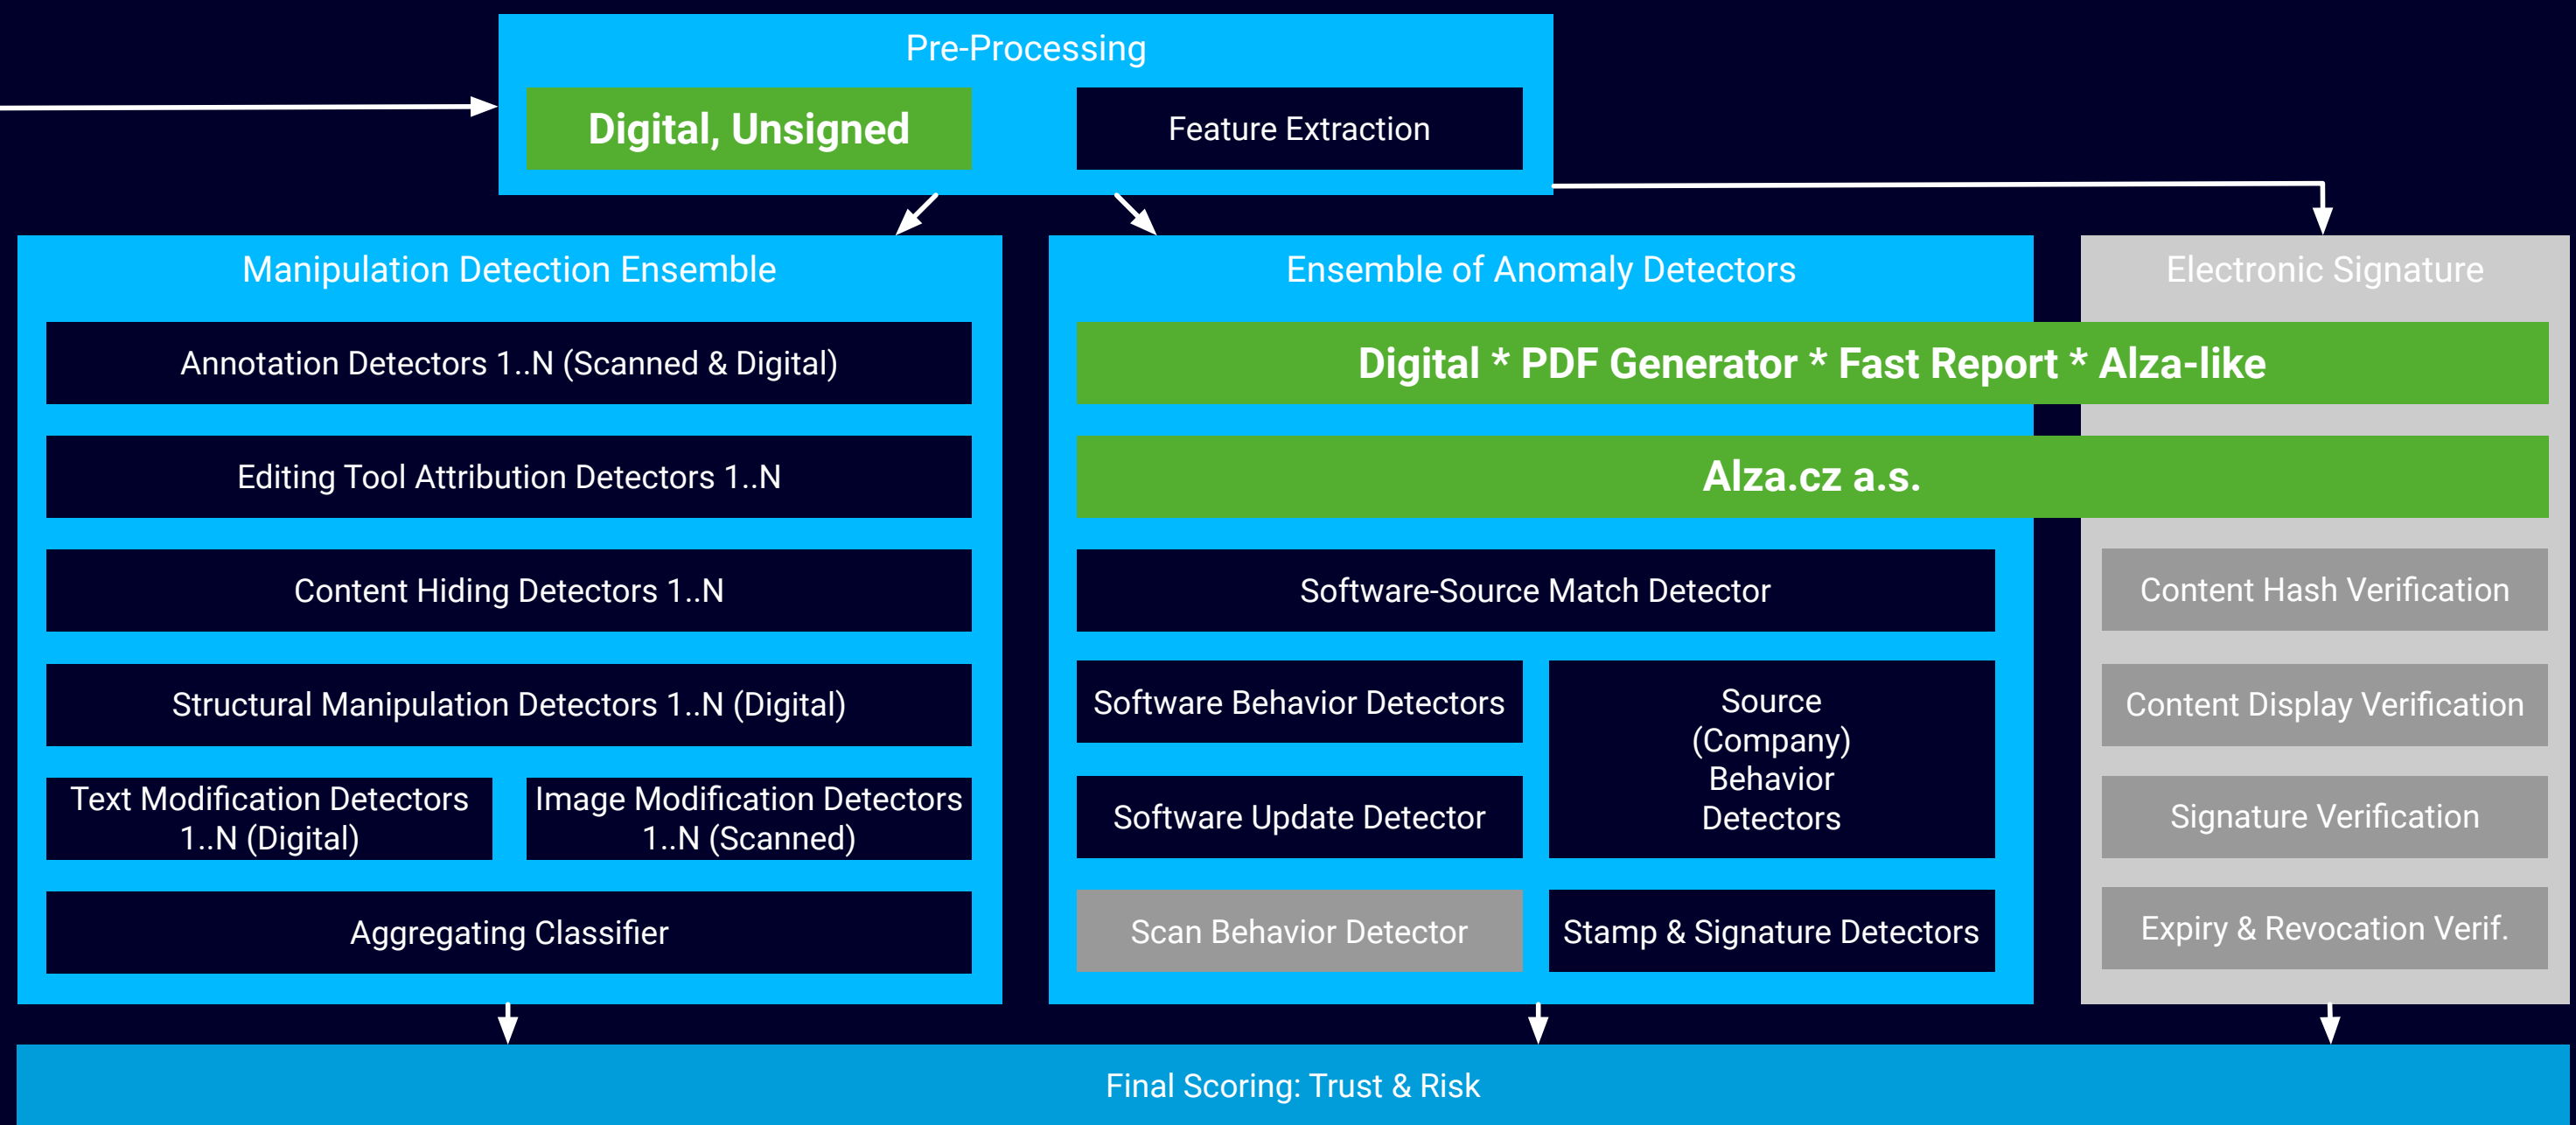 Pre-Processing
Digital, Unsigned
Feature Extraction
Manipulation Detection Ensemble
Annotation Detectors 1..N (Scanned & Digital)
Editing Tool Attribution Detectors 1..N
Content Hiding Detectors 1..N
Structural Manipulation Detectors 1..N (Digital)
Text Modification Detectors
1..N (Digital)
Image Modification Detectors
1..N (Scanned)
Aggregating Classifier
Ensemble of Anomaly Detectors
Digital * PDF Generator * Fast Report * Alza-like
Alza.cz a.s.
Software-Source Match Detector
Software Behavior Detectors
Software Update Detector
Source
(Company)
Behavior
Detectors
Scan Behavior Detector
Stamp & Signature Detectors
Electronic Signature
Content Hash Verification
Content Display Verification
Signature Verification
Expiry & Revocation Verif.
Final Scoring: Trust & Risk